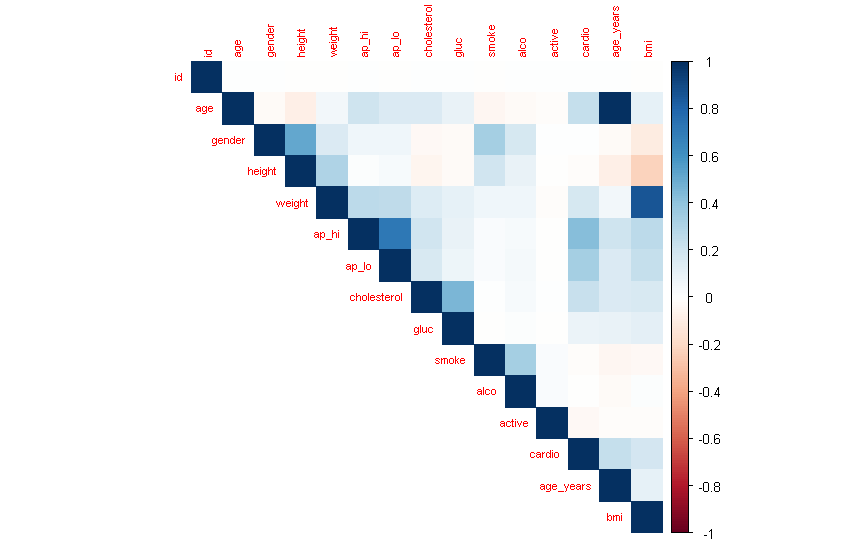 id
age
gender
height
weight
ap_hi
ap_lo
cholesterol
gluc
smoke
alco
active
cardio
age_years
bmi
id
age
gender
height
weight
ap_hi
ap_lo
cholesterol
gluc
smoke
alco
active
cardio
age_years
bmi
1
0.8
0.6
0.4
0.2
0
-0.2
-0.4
-0.6
-0.8
-1